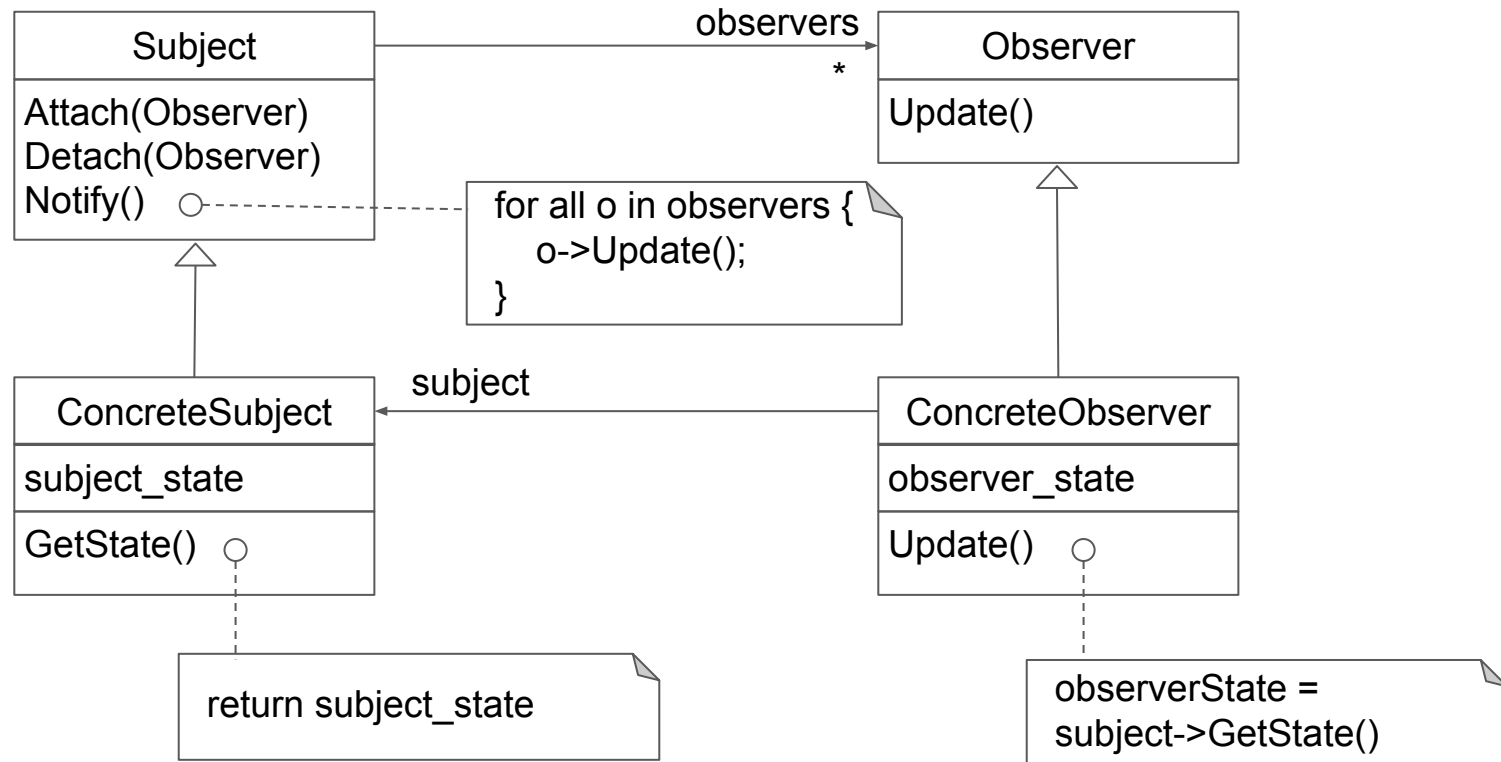 Subject
Attach(Observer)
Detach(Observer)
Notify()
observers
*
Observer
Update()
for all o in observers {
o->Update();
}
ConcreteSubject
subject_state
GetState()
subject
ConcreteObserver
observer_state
Update()
return subject_state
observerState =
subject->GetState()